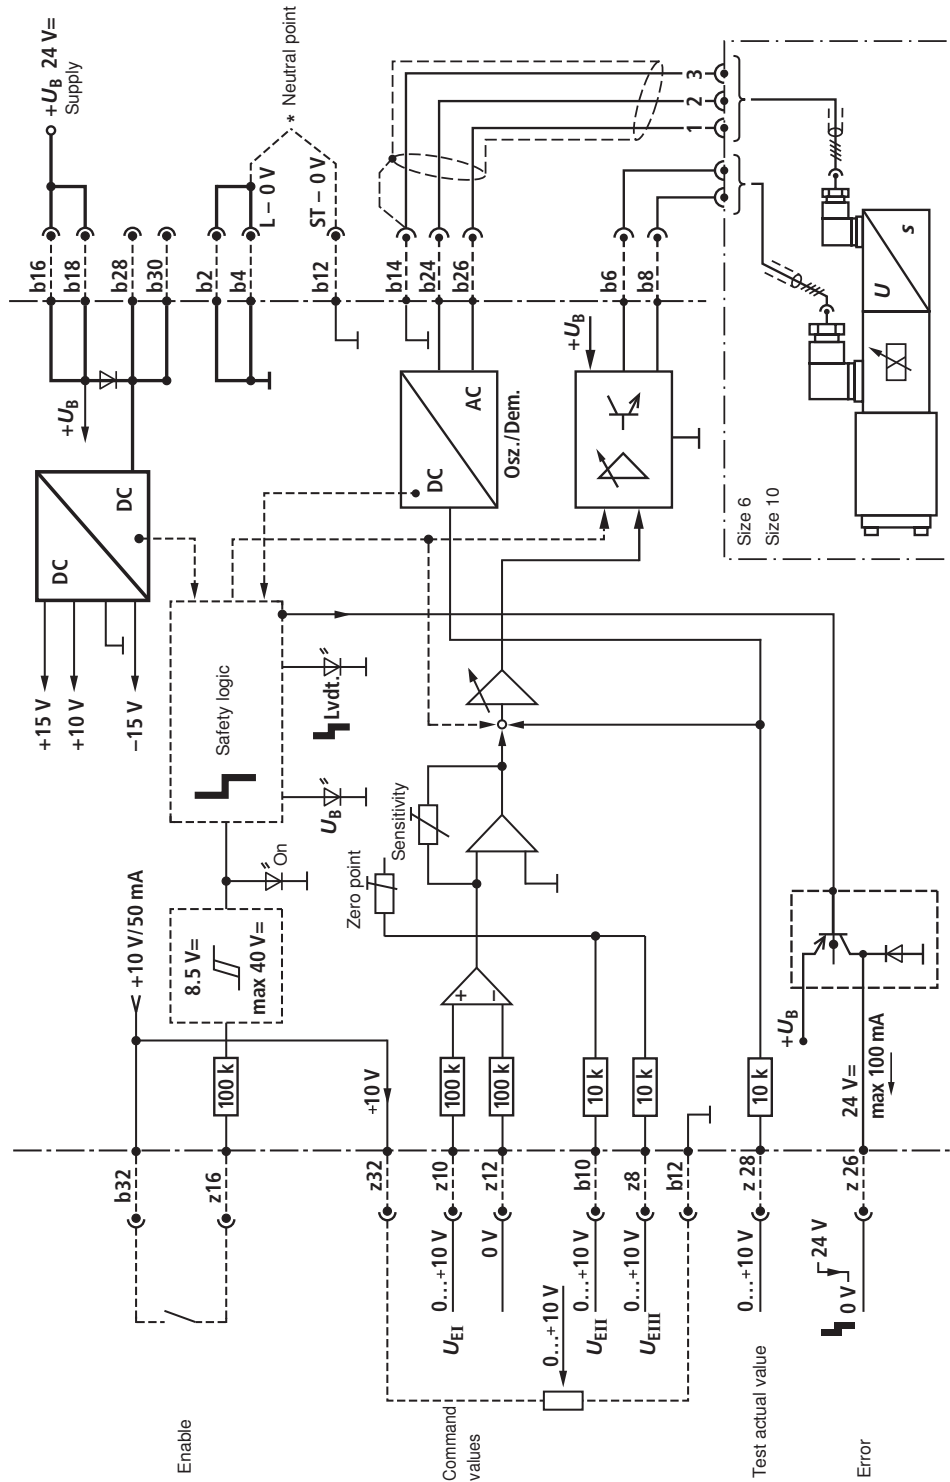 Enable
b32
z16
+10 V/50 mA
100 k
8.5 V=
max 40 V=
On
Safety logic
U_B
Lvdt.
+15 V
+10 V
–15 V
DC
DC
+U_B
b16
b18
b28
b30
b2
b4
b12
+U_B 24 V=
Supply
L – 0 V
ST – 0 V
* Neutral point
Command
values
z32
+10 V
U_EI
0....+10 V
z10
100 k
0 V
z12
100 k
+
–
Zero point
Sensitivity
0....+10 V
U_EII
0....+10 V
b10
10 k
U_EIII
0....+10 V
z8
10 k
b12
DC
AC
Osz./Dem.
b14
b24
b26
+U_B
b6
b8
1
2
3
Test actual value
0....+10 V
z 28
10 k
Error
0 V
24 V
z 26
24 V=
max 100 mA
+U_B
Size 6
Size 10
U
s